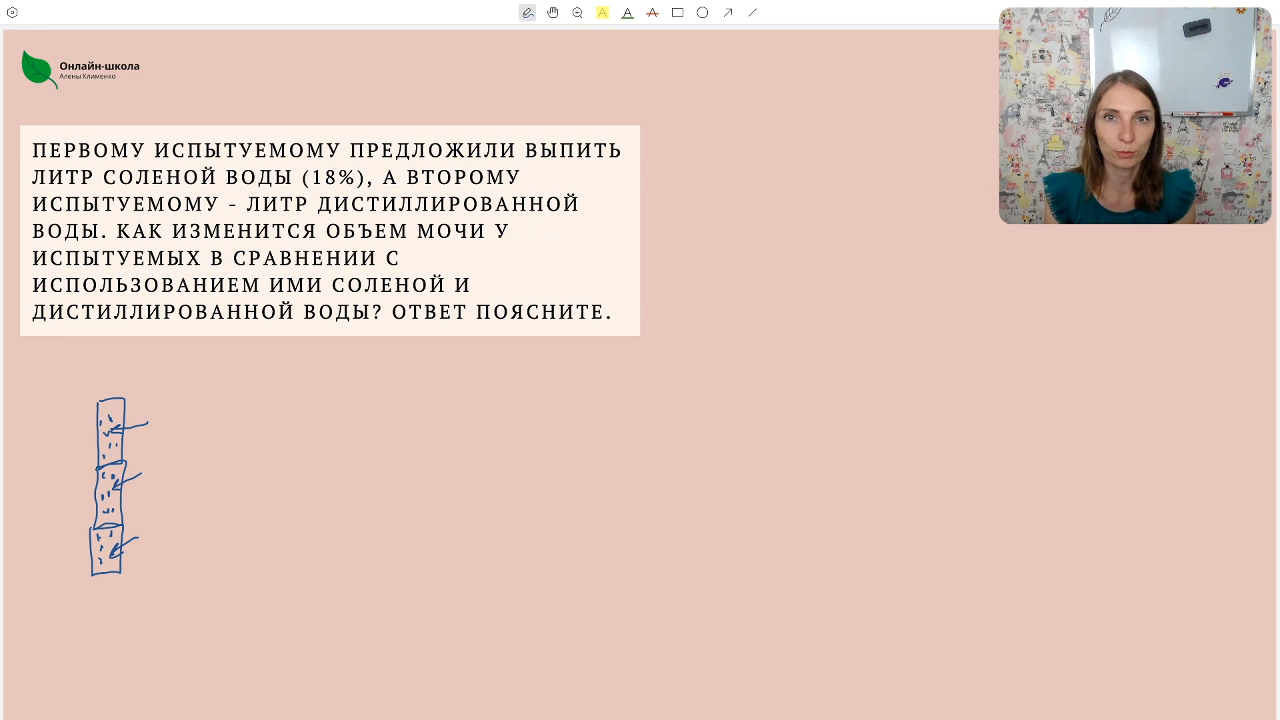 Онлайн-школа
Алены Клименко
ПЕРВОМУ ИСПЫТУЕМОМУ ПРЕДЛОЖИЛИ ВЫПИТЬ
ЛИТР СОЛЕНОЙ ВОДЫ (18%), А ВТОРОМУ
ИСПЫТУЕМОМУ - ЛИТР ДИСТИЛЛИРОВАННОЙ
ВОДЫ. КАК ИЗМЕНИТСЯ ОБЪЕМ МОЧИ У
ИСПЫТУЕМЫХ В СРАВНЕНИИ С
ИСПОЛЬЗОВАНИЕМ ИМИ СОЛЕНОЙ И
ДИСТИЛЛИРОВАННОЙ ВОДЫ? ОТВЕТ ПОЯСНИТЕ.